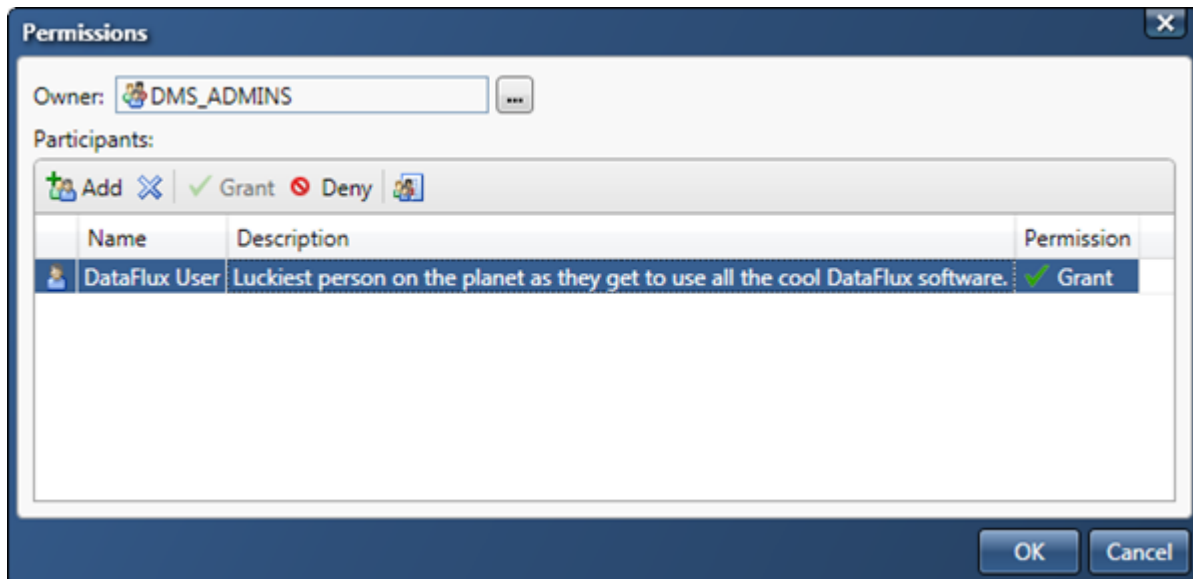 Permissions
Owner: DMS_ADMINS ...
Participants:
Add Grant Deny
Name Description Permission
DataFlux User Luckiest person on the planet as they get to use all the cool DataFlux software. Grant
OK Cancel